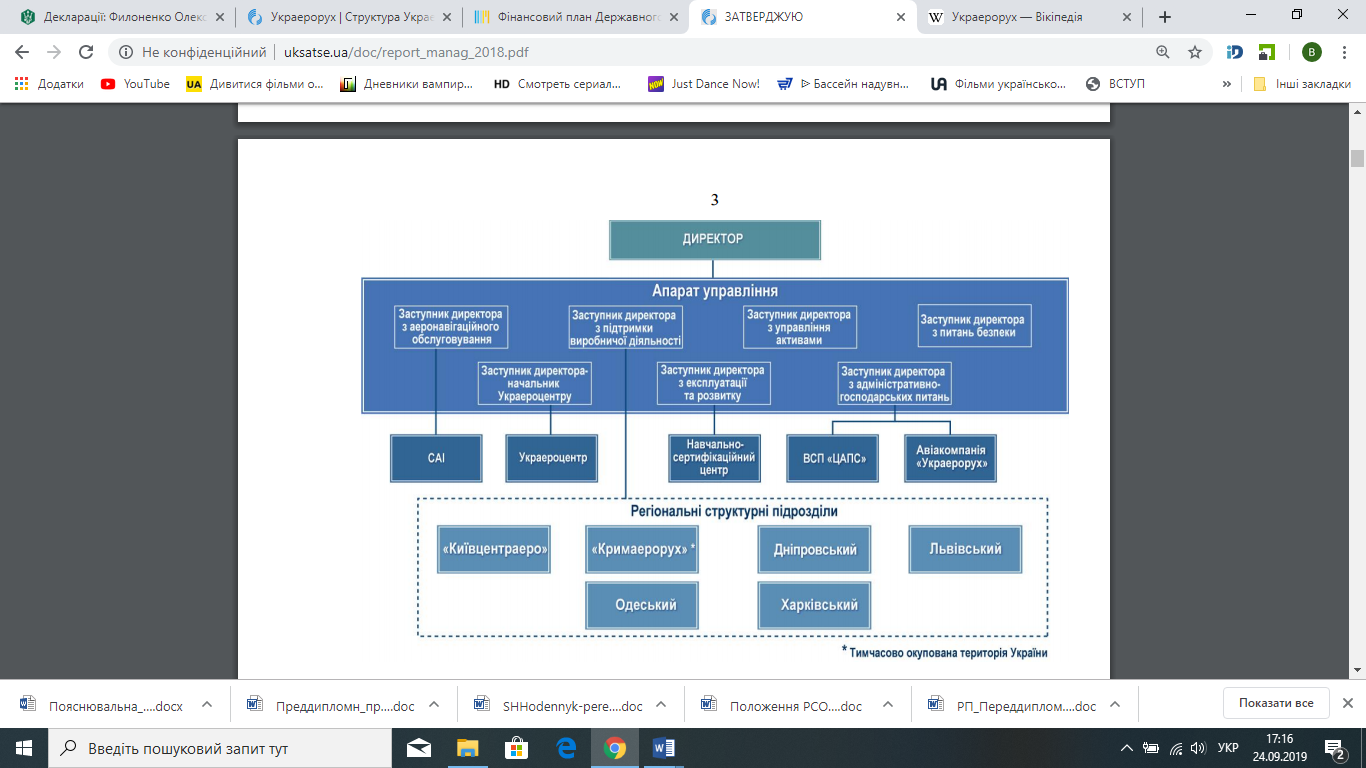 Декларації: Филоненко Олекс
Украерорух | Структура Украе
Фінансовий план Державного
ЗАТВЕРДЖУЮ
Украерорух — Вікіпедія
Не конфіденційний
uksatse.ua/doc/report_manag_2018.pdf
Додатки
YouTube
Дивитися фільми о...
Дневники вампир...
HD Смотреть сериал...
Just Dance Now!
ᐉ Бассейн надувн...
Фільми українсько...
ВСТУП
»
Інші закладки
3
ДИРЕКТОР
Апарат управління
Заступник директора
з аеронавігаційного
обслуговування
Заступник директора
з підтримки
виробничої діяльності
Заступник директора
з управління
активами
Заступник директора
з питань безпеки
Заступник директора-
начальник
Украероцентру
Заступник директора
з експлуатації
та розвитку
Заступник директора
з адміністративно-
господарських питань
САІ
Украероцентр
Навчально-
сертифікаційний
центр
ВСП «ЦАПС»
Авіакомпанія
«Украерорух»
Регіональні структурні підрозділи
«Київцентраеро»
«Кримаерорух» *
Дніпровський
Львівський
Одеський
Харківський
* Тимчасово окупована територія України
Пояснювальна_....docx
Преддипломн_пр....doc
SHHodennyk-pere....doc
Положення РСО....doc
РП_Переддиплом....doc
Показати все
Введіть пошуковий запит тут
УКР
17:16
24.09.2019
2